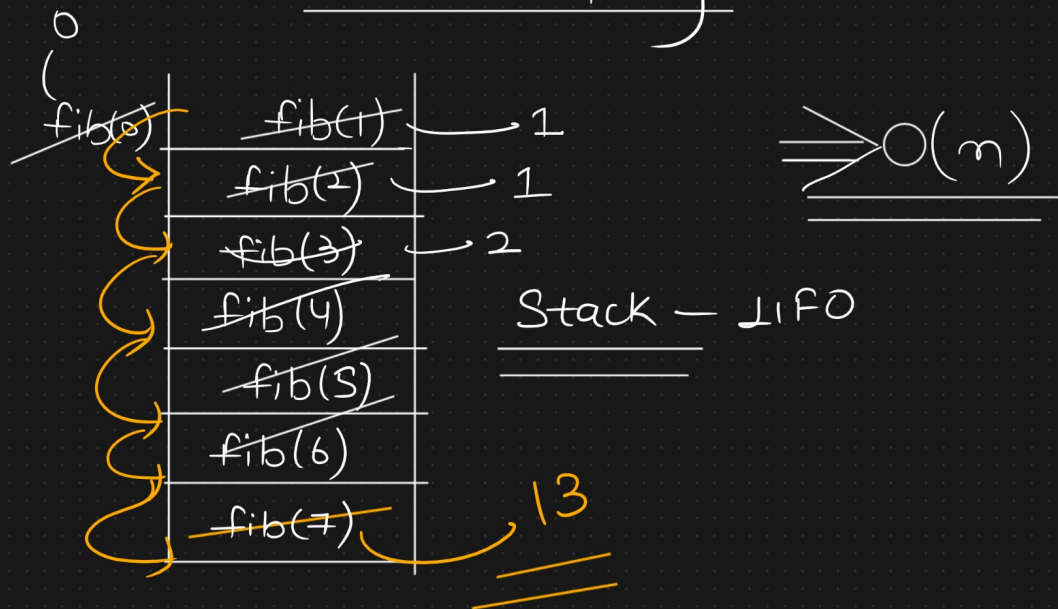 0
fib(0) fib(1) 1
fib(2) 1
fib(3) 2
O(n)
fib(4)
Stack - LIFO
fib(5)
fib(6)
fib(7) 13